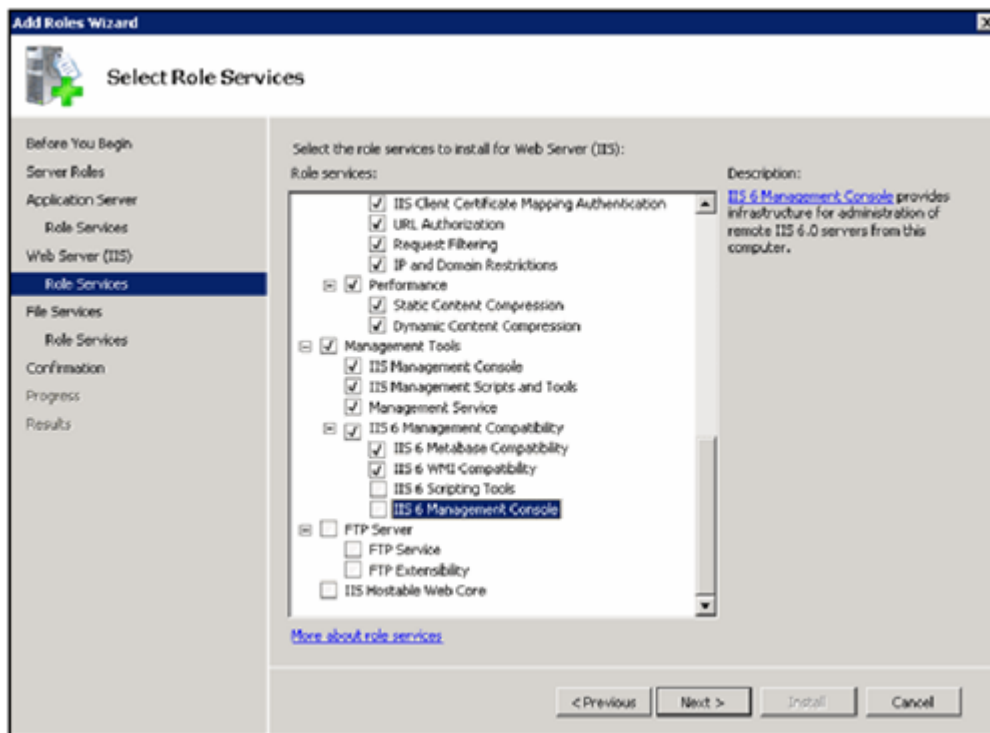 Add Roles Wizard
Select Role Services
Before You Begin
Server Roles
Application Server
Role Services
Web Server (IIS)
Role Services
File Services
Role Services
Confirmation
Progress
Results
Select the role services to install for Web Server (IIS):
Role services:
IIS Client Certificate Mapping Authentication
URL Authorization
Request Filtering
IP and Domain Restrictions
Performance
Static Content Compression
Dynamic Content Compression
Management Tools
IIS Management Console
IIS Management Scripts and Tools
Management Service
IIS 6 Management Compatibility
IIS 6 Metabase Compatibility
IIS 6 WMI Compatibility
IIS 6 Scripting Tools
IIS 6 Management Console
FTP Server
FTP Service
FTP Extensibility
IIS Hostable Web Core
More about role services
Description:
IIS 6 Management Console provides
infrastructure for administration of
remote IIS 6.0 servers from this
computer.
< Previous
Next >
Install
Cancel